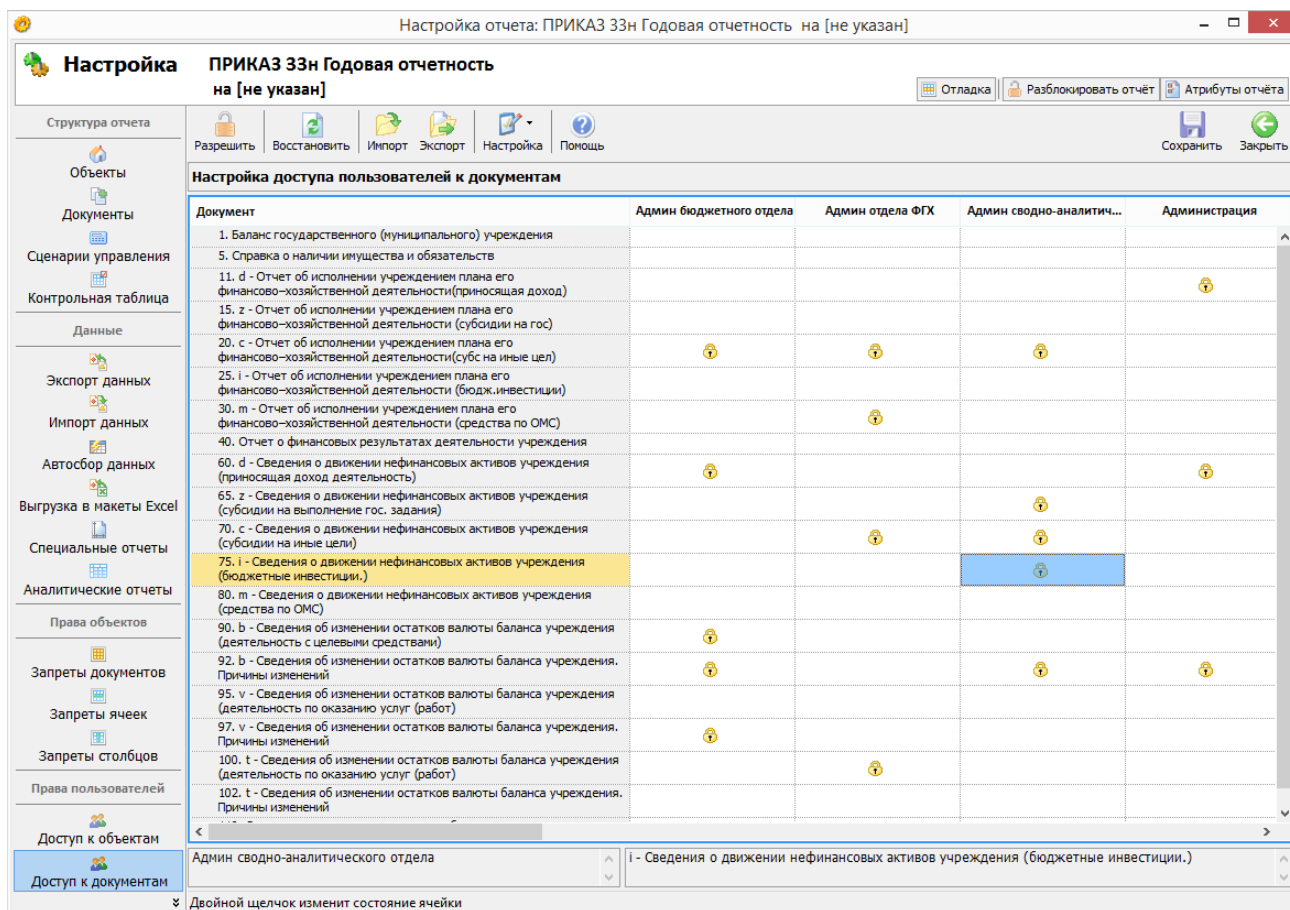 Настройка отчета: ПРИКАЗ 33н Годовая отчетность на [не указан]
Настройка
ПРИКАЗ 33н Годовая отчетность
на [не указан]
Отладка
Разблокировать отчёт
Атрибуты отчёта
Структура отчета
Объекты
Документы
Сценарии управления
Контрольная таблица
Данные
Экспорт данных
Импорт данных
Автосбор данных
Выгрузка в макеты Excel
Специальные отчеты
Аналитические отчеты
Права объектов
Запреты документов
Запреты ячеек
Запреты столбцов
Права пользователей
Доступ к объектам
Доступ к документам
Разрешить
Восстановить
Импорт
Экспорт
Настройка
Помощь
Сохранить
Закрыть
Настройка доступа пользователей к документам
Документ
Админ бюджетного отдела
Админ отдела ФГХ
Админ сводно-аналитич...
Администрация
1. Баланс государственного (муниципального) учреждения
5. Справка о наличии имущества и обязательств
11. d - Отчет об исполнении учреждением плана его
финансово-хозяйственной деятельности(приносящая доход)
15. z - Отчет об исполнении учреждением плана его
финансово-хозяйственной деятельности (субсидии на гос)
20. c - Отчет об исполнении учреждением плана его
финансово-хозяйственной деятельности(субс на иные цел)
25. i - Отчет об исполнении учреждением плана его
финансово-хозяйственной деятельности (бюдж.инвестиции)
30. m - Отчет об исполнении учреждением плана его
финансово-хозяйственной деятельности (средства по ОМС)
40. Отчет о финансовых результатах деятельности учреждения
60. d - Сведения о движении нефинансовых активов учреждения
(приносящая доход деятельность)
65. z - Сведения о движении нефинансовых активов учреждения
(субсидии на выполнение гос. задания)
70. c - Сведения о движении нефинансовых активов учреждения
(субсидии на иные цели)
75. i - Сведения о движении нефинансовых активов учреждения
(бюджетные инвестиции.)
80. m - Сведения о движении нефинансовых активов учреждения
(средства по ОМС)
90. b - Сведения об изменении остатков валюты баланса учреждения
(деятельность с целевыми средствами)
92. b - Сведения об изменении остатков валюты баланса учреждения.
Причины изменений
95. v - Сведения об изменении остатков валюты баланса учреждения
(деятельность по оказанию услуг (работ)
97. v - Сведения об изменении остатков валюты баланса учреждения.
Причины изменений
100. t - Сведения об изменении остатков валюты баланса учреждения
(деятельность по оказанию услуг (работ)
102. t - Сведения об изменении остатков валюты баланса учреждения.
Причины изменений
Админ сводно-аналитического отдела
i - Сведения о движении нефинансовых активов учреждения (бюджетные инвестиции.)
Двойной щелчок изменит состояние ячейки